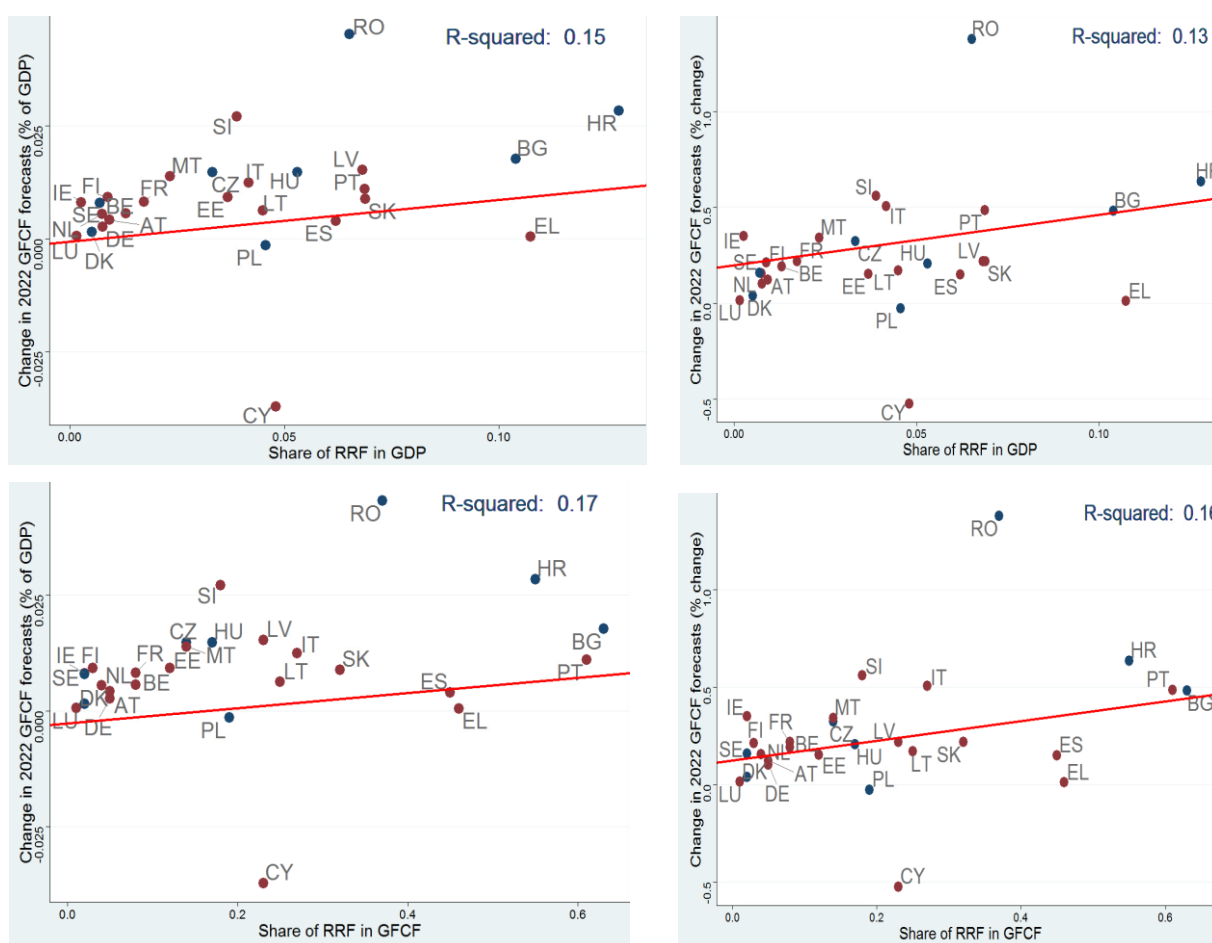 Change in 2022 GFCF forecasts (% of GDP)
R-squared: 0.15
RO
0.025
SI
HR
BG
MT
IT
HU
LV
IE
FI
FR
CZ
PT
SE
BE
EE
LT
SK
NL
AT
ES
EL
LU
DE
0.000
DK
PL
-0.025
CY
0.00
0.05
0.10
Share of RRF in GDP
Change in 2022 GFCF forecasts (% change)
R-squared: 0.13
RO
1.0
HR
SI
BG
0.5
IT
PT
MT
IE
SE
FI
FR
CZ
HU
LV
BE
SK
NL
AT
EE
LT
ES
LU
DK
EL
0.0
PL
-0.5
CY
0.00
0.05
0.10
Share of RRF in GDP
Change in 2022 GFCF forecasts (% of GDP)
R-squared: 0.17
RO
HR
0.025
SI
CZ
HU
LV
IT
BG
IE
FI
FR
MT
SK
PT
SE
NL
BE
EE
LT
ES
DK
AT
LU
DE
PL
EL
0.000
-0.025
CY
0.0
0.2
0.4
0.6
Share of RRF in GFCF
Change in 2022 GFCF forecasts (% change)
R-squared: 0.16
RO
1.0
HR
SI
IT
PT
0.5
BG
IE
MT
FI
FR
CZ
LV
SE
NL
BE
HU
SK
ES
DK
AT
EE
LT
LU
DE
PL
EL
0.0
-0.5
CY
0.0
0.2
0.4
0.6
Share of RRF in GFCF